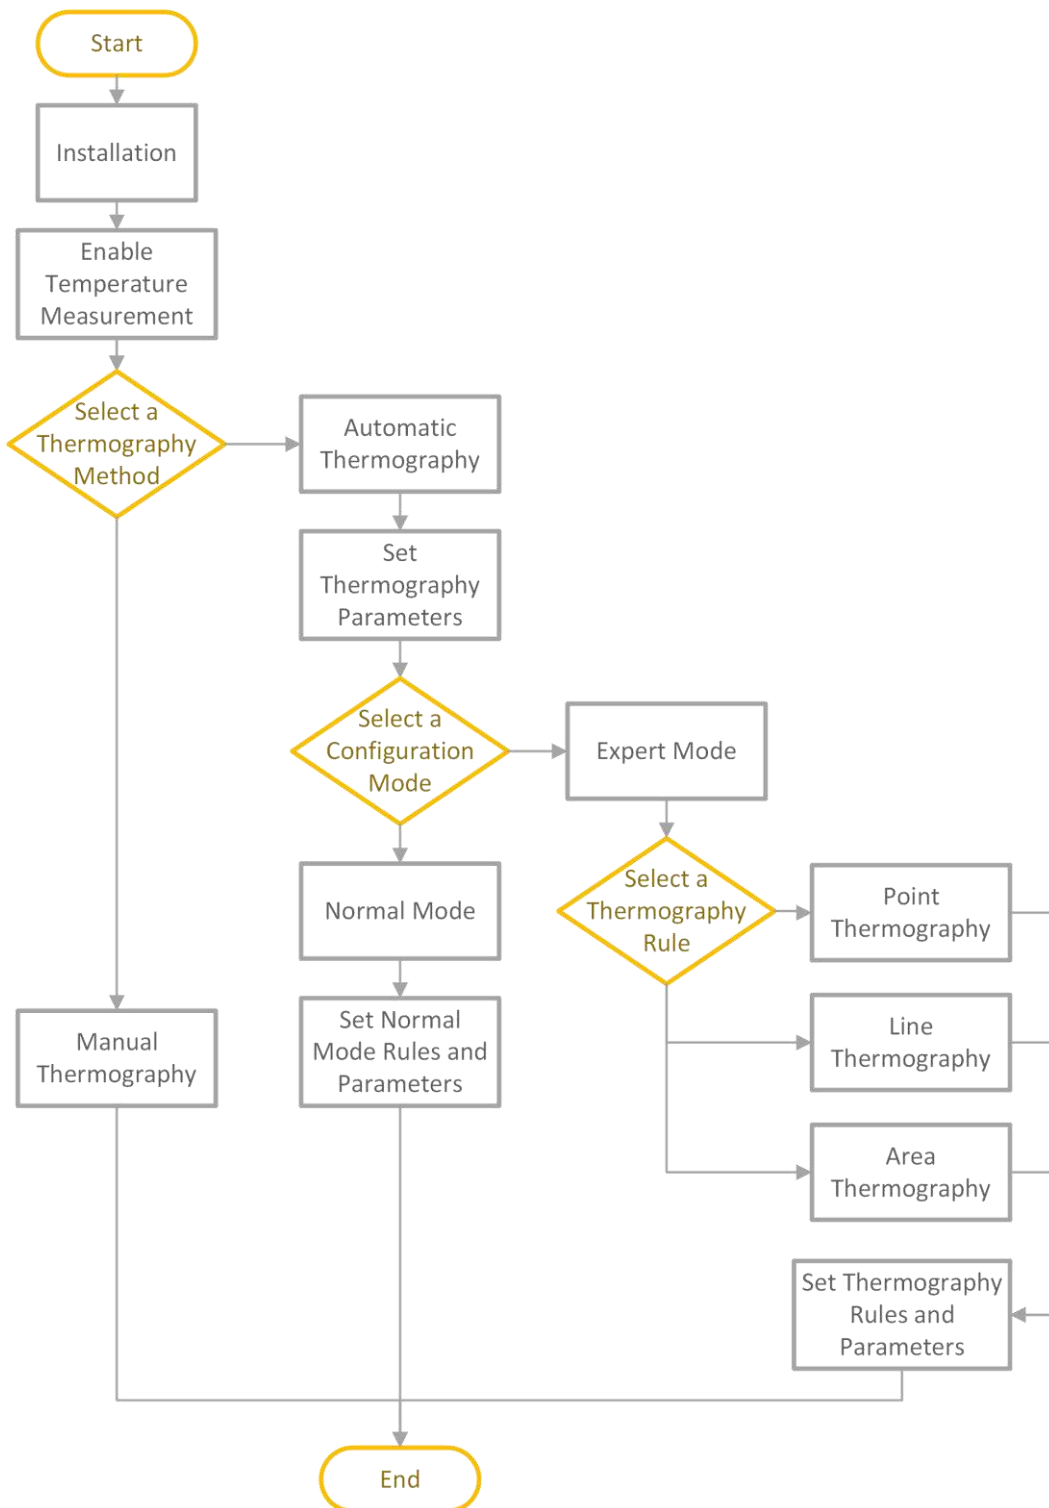 Start
Installation
Enable
Temperature
Measurement
Select a
Thermography
Method
Automatic
Thermography
Set
Thermography
Parameters
Select a
Configuration
Mode
Expert Mode
Normal Mode
Select a
Thermography
Rule
Point
Thermography
Set Normal
Mode Rules and
Parameters
Manual
Thermography
Line
Thermography
Area
Thermography
Set Thermography
Rules and
Parameters
End